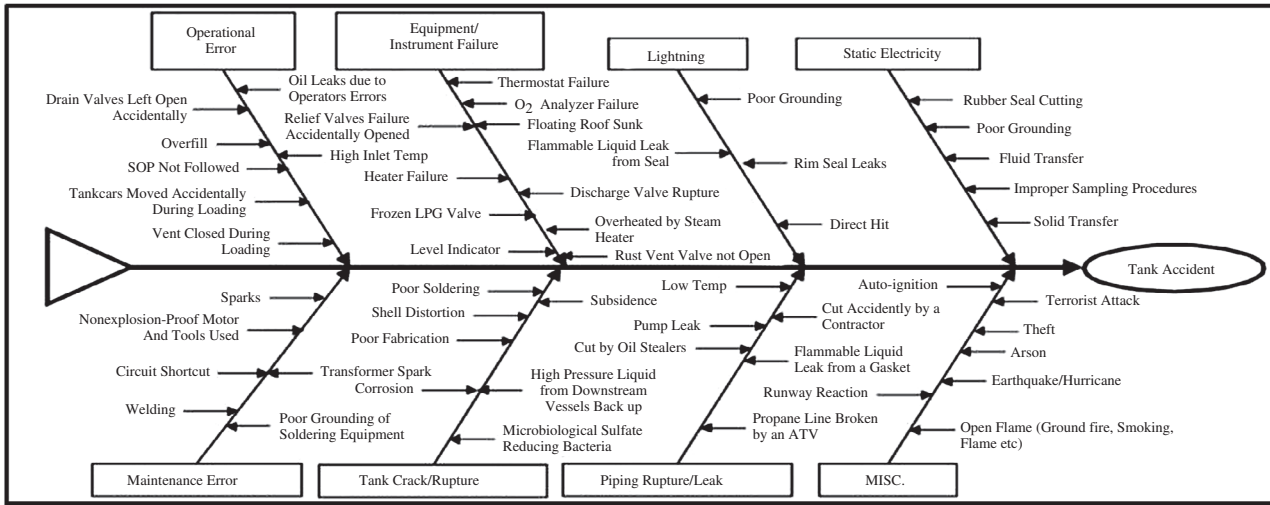 Operational
Error
Equipment/
Instrument Failure
Lightning
Static Electricity
Oil Leaks due to
Operators Errors
Drain Valves Left Open
Accidentally
Overfill
High Inlet Temp
SOP Not Followed
Tankcars Moved Accidentally
During Loading
Vent Closed During
Loading
Thermostat Failure
O2 Analyzer Failure
Relief Valves Failure
Accidentally Opened
Floating Roof Sunk
Heater Failure
Discharge Valve Rupture
Frozen LPG Valve
Overheated by Steam
Heater
Level Indicator
Rust Vent Valve not Open
Poor Grounding
Flammable Liquid Leak
from Seal
Rim Seal Leaks
Direct Hit
Rubber Seal Cutting
Poor Grounding
Fluid Transfer
Improper Sampling Procedures
Solid Transfer
Tank Accident
Sparks
Nonexplosion-Proof Motor
And Tools Used
Circuit Shortcut
Transformer Spark
Welding
Poor Grounding of
Soldering Equipment
Poor Soldering
Subsidence
Shell Distortion
Poor Fabrication
Corrosion
High Pressure Liquid
from Downstream
Vessels Back up
Microbiological Sulfate
Reducing Bacteria
Low Temp
Cut Accidently by a
Contractor
Pump Leak
Cut by Oil Stealers
Flammable Liquid
Leak from a Gasket
Propane Line Broken
by an ATV
Auto-ignition
Terrorist Attack
Theft
Arson
Earthquake/Hurricane
Runway Reaction
Open Flame (Ground fire, Smoking,
Flame etc)
Maintenance Error
Tank Crack/Rupture
Piping Rupture/Leak
MISC.